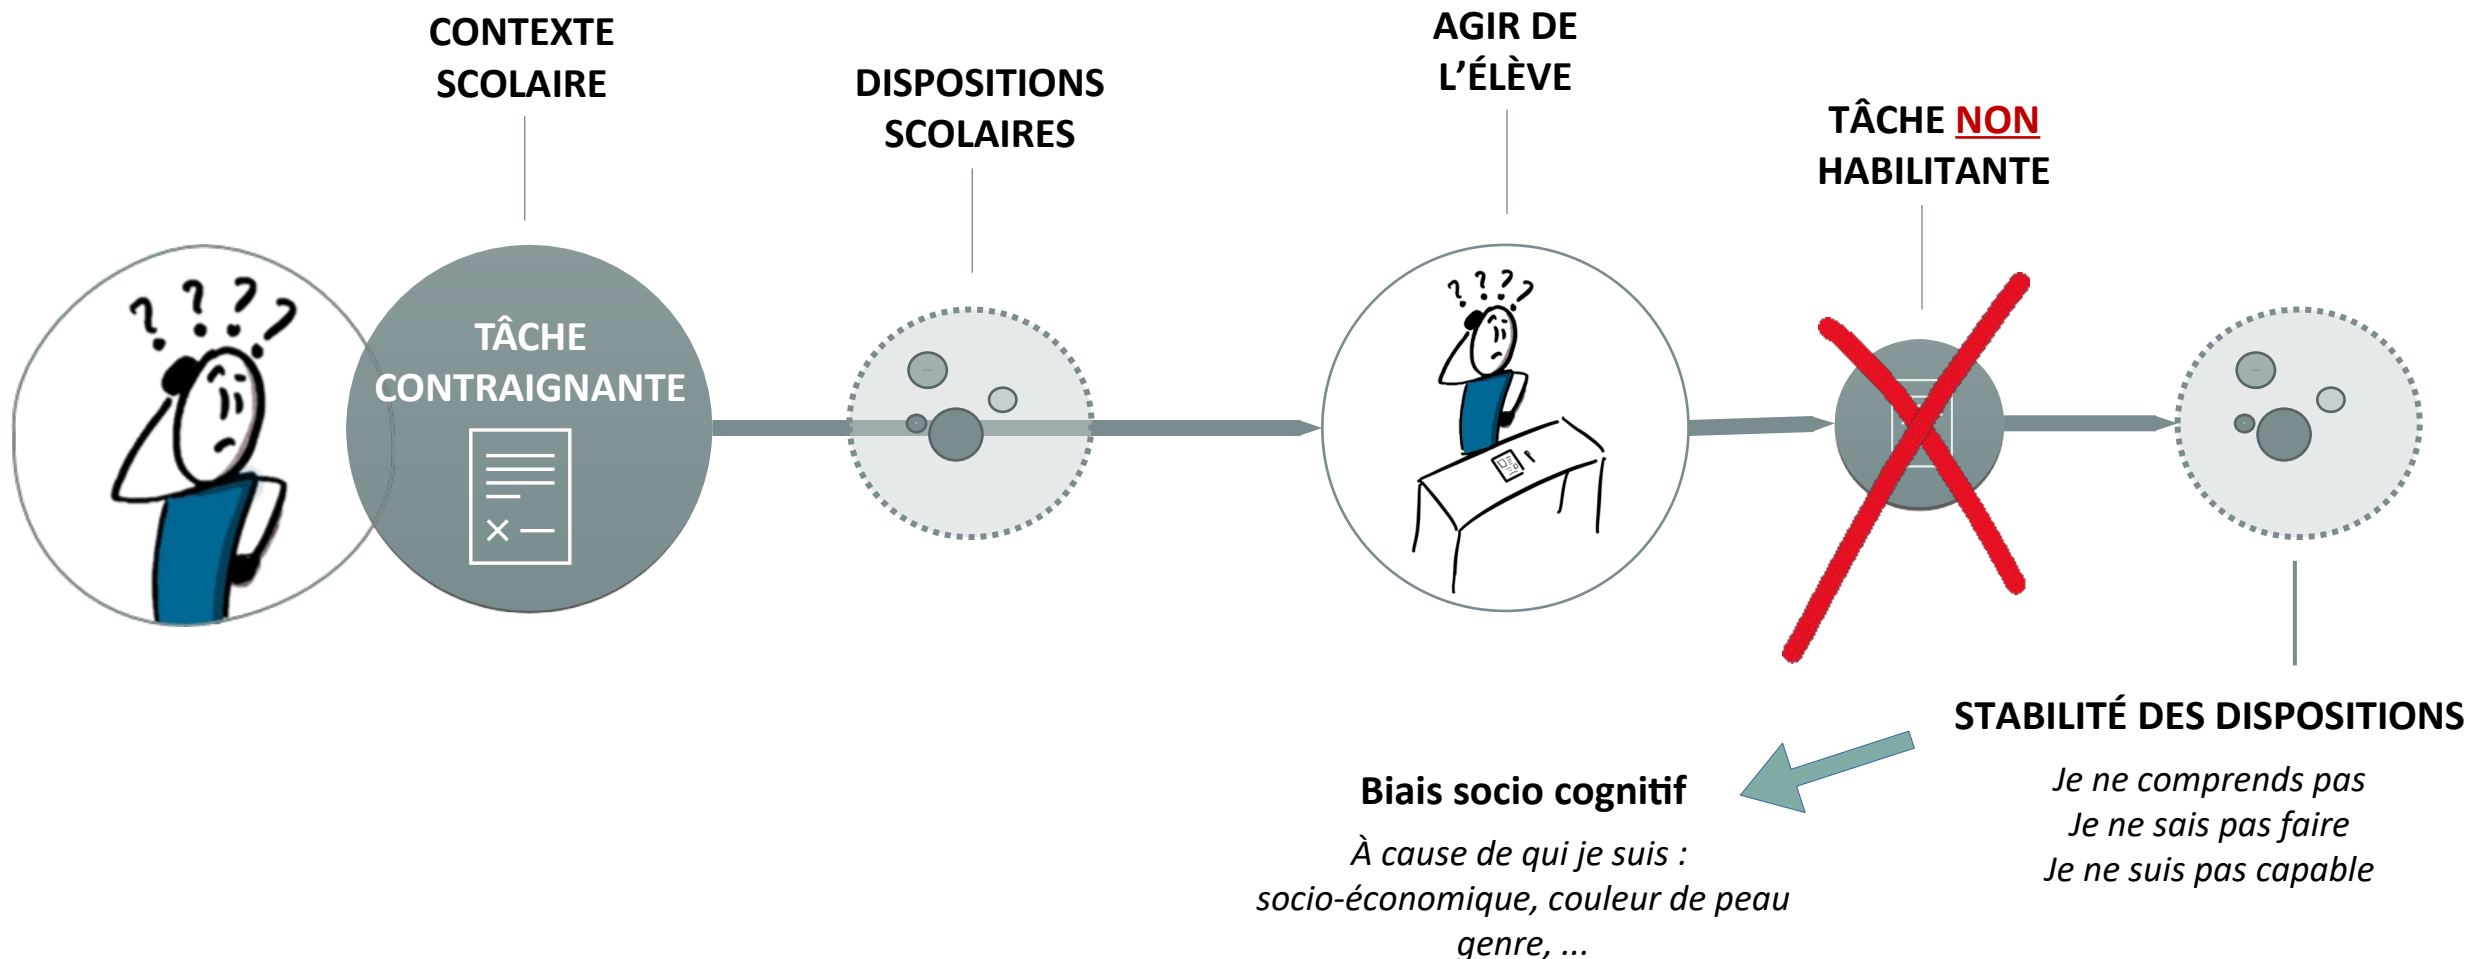 CONTEXTE
SCOLAIRE
DISPOSITIONS
SCOLAIRES
AGIR DE
L’ÉLÈVE
TÂCHE NON
HABILITANTE
? ? ? ?
TÂCHE
CONTRAIGNANTE
? ? ? ?
STABILITÉ DES DISPOSITIONS
Je ne comprends pas
Je ne sais pas faire
Je ne suis pas capable
Biais socio cognitif
À cause de qui je suis :
socio-économique, couleur de peau
genre, ...